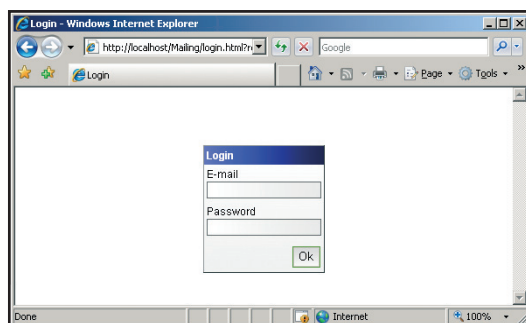 Login - Windows Internet Explorer
http://localhost/Mailing/login.html?r
Google
Login
Page
Tools
Login
E-mail
Password
Ok
Done
Internet
100%